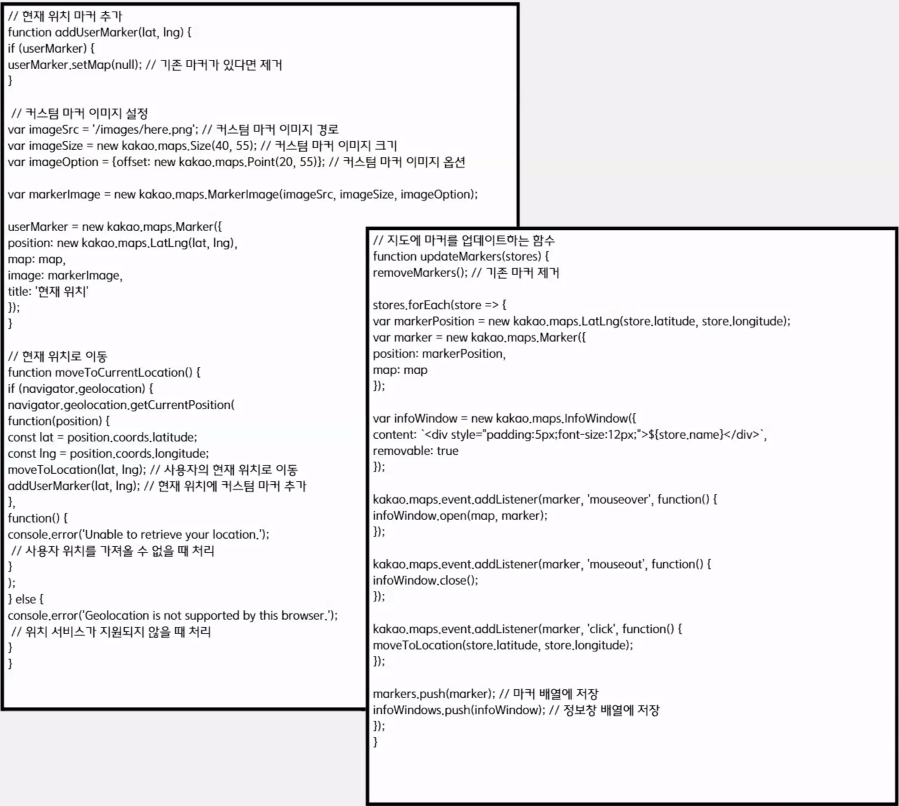 // 현재 위치 마커 추가
function addUserMarker(lat, lng) {
if (userMarker) {
userMarker.setMap(null); // 기존 마커가 있다면 제거
}
// 커스텀 마커 이미지 설정
var imageSrc = '/images/here.png'; // 커스텀 마커 이미지 경로
var imageSize = new kakao.maps.Size(40, 55); // 커스텀 마커 이미지 크기
var imageOption = {offset: new kakao.maps.Point(20, 55)}; // 커스텀 마커 이미지 옵션
var markerImage = new kakao.maps.MarkerImage(imageSrc, imageSize, imageOption);
userMarker = new kakao.maps.Marker({
position: new kakao.maps.LatLng(lat, lng),
map: map,
image: markerImage,
title: '현재 위치'
});
}
// 현재 위치로 이동
function moveToCurrentLocation() {
if (navigator.geolocation) {
navigator.geolocation.getCurrentPosition(
function(position) {
const lat = position.coords.latitude;
const lng = position.coords.longitude;
moveToLocation(lat, lng); // 사용자의 현재 위치로 이동
addUserMarker(lat, lng); // 현재 위치에 커스텀 마커 추가
},
function() {
console.error('Unable to retrieve your location.');
// 사용자 위치를 가져올 수 없을 때 처리
}
);
} else {
console.error('Geolocation is not supported by this browser.');
// 위치 서비스가 지원되지 않을 때 처리
}
}
// 지도에 마커를 업데이트하는 함수
function updateMarkers(stores) {
removeMarkers(); // 기존 마커 제거
stores.forEach(store => {
var markerPosition = new kakao.maps.LatLng(store.latitude, store.longitude);
var marker = new kakao.maps.Marker({
position: markerPosition,
map: map
});
var infoWindow = new kakao.maps.InfoWindow({
content: `<div style="padding:5px;font-size:12px;">${store.name}</div>`,
removable: true
});
kakao.maps.event.addListener(marker, 'mouseover', function() {
infoWindow.open(map, marker);
});
kakao.maps.event.addListener(marker, 'mouseout', function() {
infoWindow.close();
});
kakao.maps.event.addListener(marker, 'click', function() {
moveToLocation(store.latitude, store.longitude);
});
markers.push(marker); // 마커 배열에 저장
infoWindows.push(infoWindow); // 정보창 배열에 저장
});
}